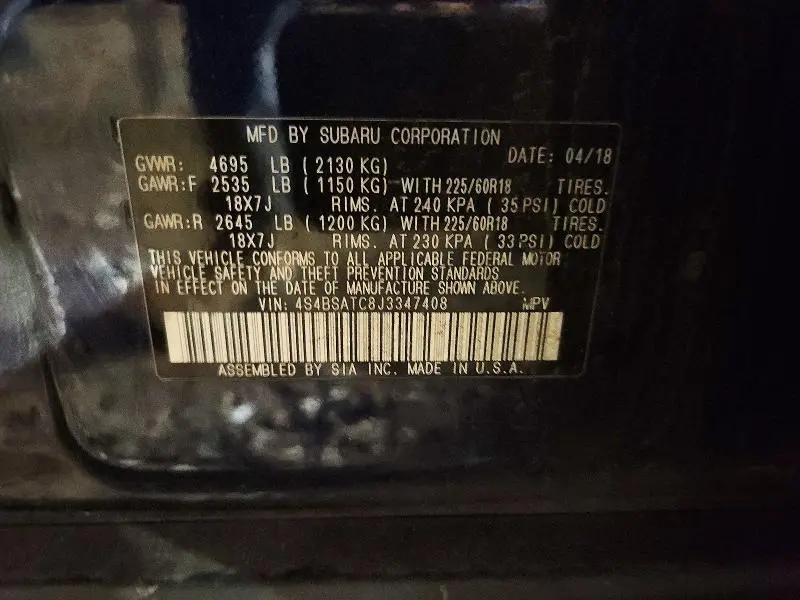 MFD BY SUBARU CORPORATION
GVWR: 4695 LB ( 2130 KG) DATE: 04/18
GAWR:F 2535 LB ( 1150 KG) WITH 225/60R18 TIRES.
18X7J RIMS. AT 240 KPA ( 35 PSI) COLD
GAWR:R 2645 LB ( 1200 KG) WITH 225/60R18 TIRES.
18X7J RIMS. AT 230 KPA ( 33 PSI) COLD
THIS VEHICLE CONFORMS TO ALL APPLICABLE FEDERAL MOTOR
VEHICLE SAFETY AND THEFT PREVENTION STANDARDS
IN EFFECT ON THE DATE OF MANUFACTURE SHOWN ABOVE.
VIN: 4S4BSATC8J3347408 MPV
ASSEMBLED BY SIA INC. MADE IN U.S.A.